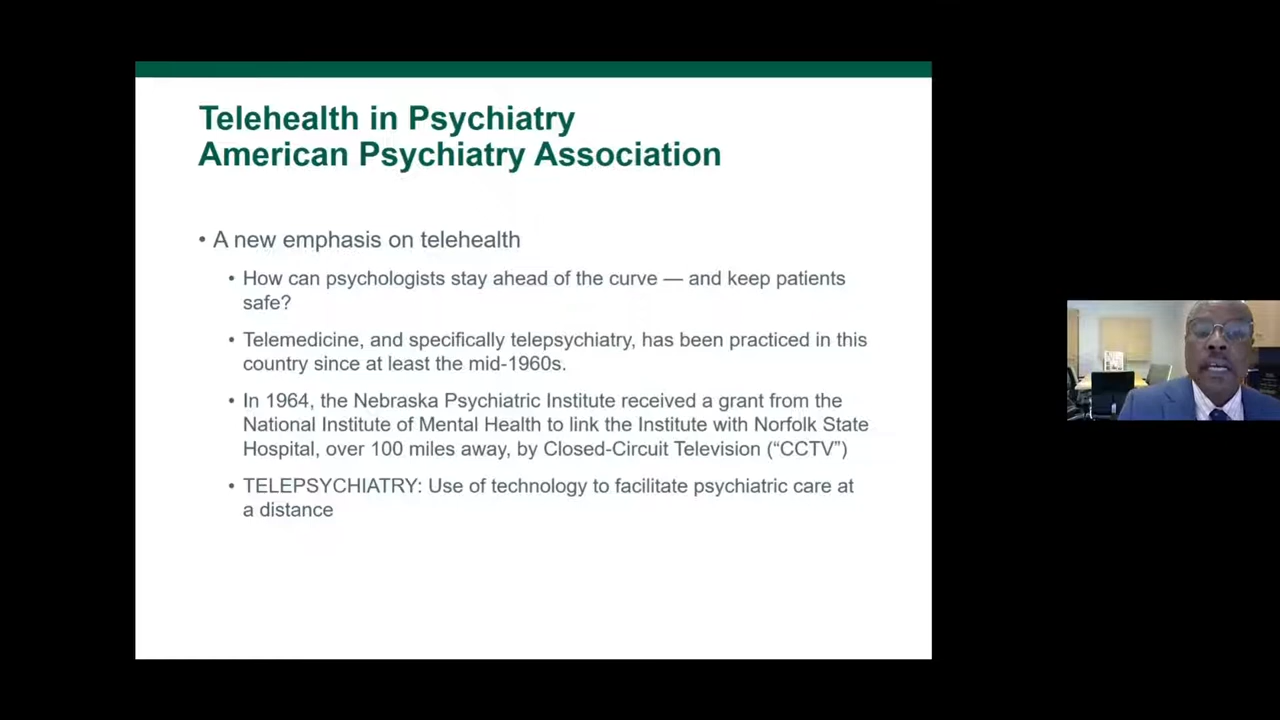 Telehealth in Psychiatry
American Psychiatry Association
• A new emphasis on telehealth
• How can psychologists stay ahead of the curve — and keep patients
safe?
• Telemedicine, and specifically telepsychiatry, has been practiced in this
country since at least the mid-1960s.
• In 1964, the Nebraska Psychiatric Institute received a grant from the
National Institute of Mental Health to link the Institute with Norfolk State
Hospital, over 100 miles away, by Closed-Circuit Television (“CCTV”)
• TELEPSYCHIATRY: Use of technology to facilitate psychiatric care at
a distance